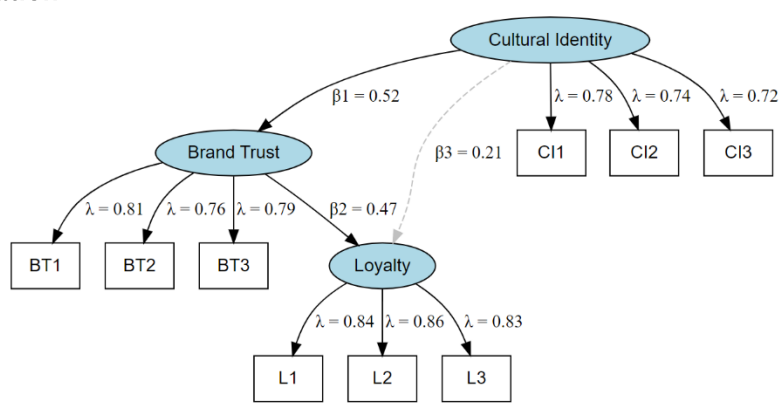 Cultural Identity
β1 = 0.52
λ = 0.78
λ = 0.74
λ = 0.72
Brand Trust
β3 = 0.21
CI1
CI2
CI3
λ = 0.81
λ = 0.76
λ = 0.79
β2 = 0.47
BT1
BT2
BT3
Loyalty
λ = 0.84
λ = 0.86
λ = 0.83
L1
L2
L3